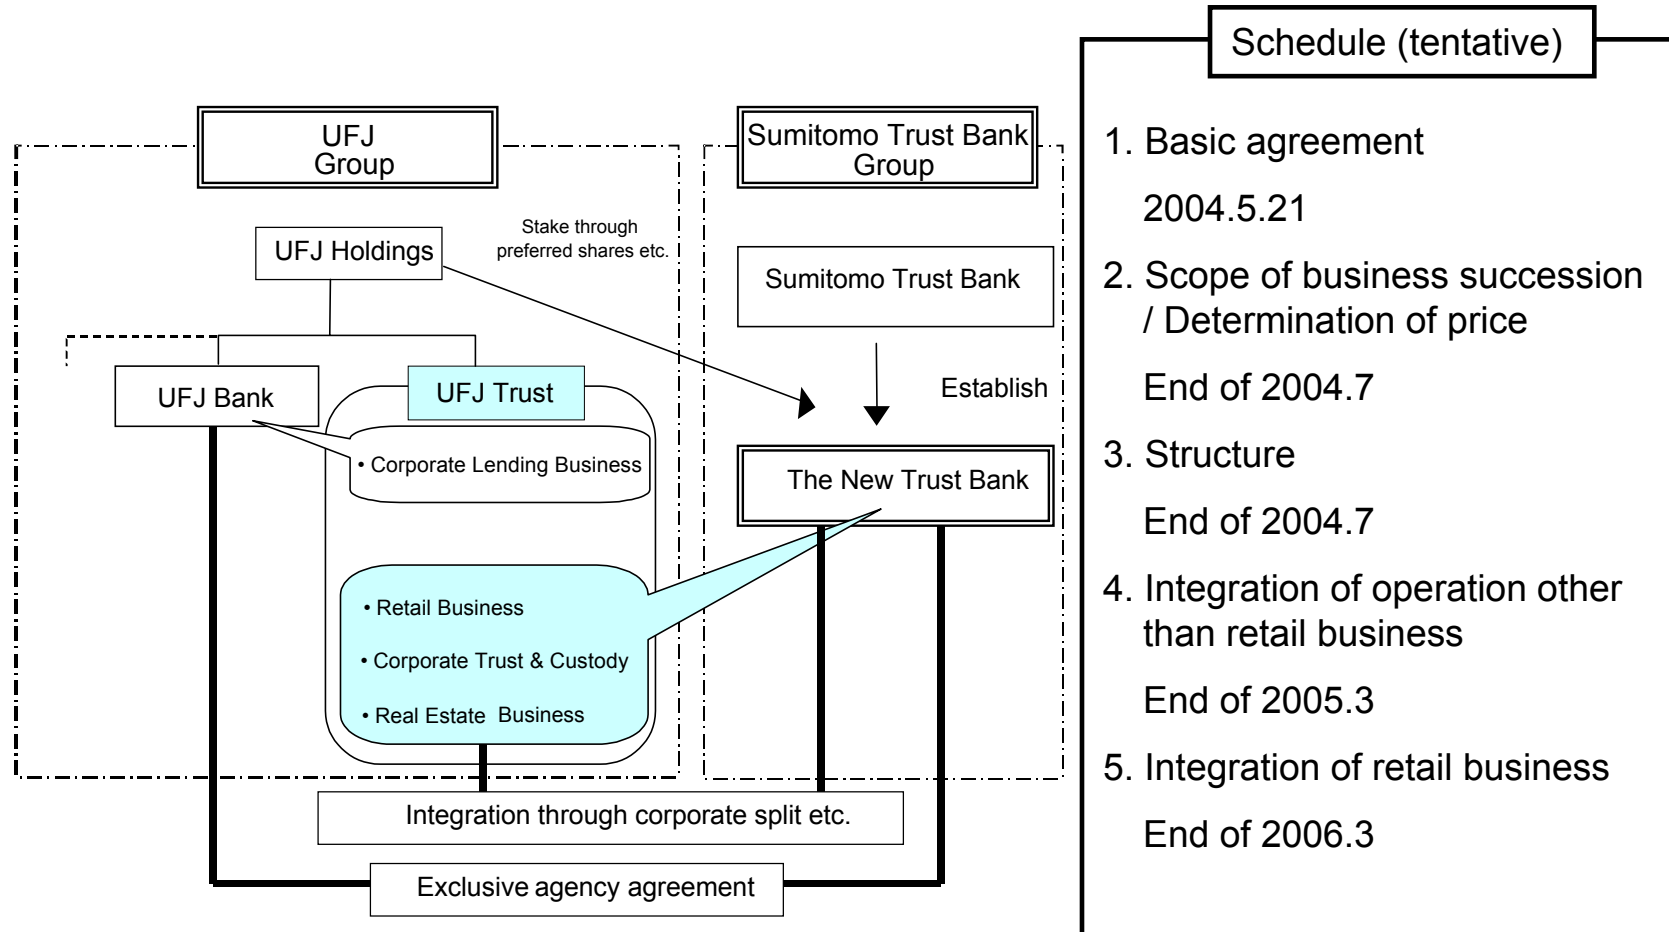 Schedule (tentative)
UFJ
Group
Sumitomo Trust Bank
Group
UFJ Holdings
Stake through
preferred shares etc.
Sumitomo Trust Bank
UFJ Bank
UFJ Trust
Establish
• Corporate Lending Business
The New Trust Bank
• Retail Business
• Corporate Trust & Custody
• Real Estate Business
Integration through corporate split etc.
Exclusive agency agreement
1. Basic agreement
2004.5.21
2. Scope of business succession
/ Determination of price
End of 2004.7
3. Structure
End of 2004.7
4. Integration of operation other
than retail business
End of 2005.3
5. Integration of retail business
End of 2006.3